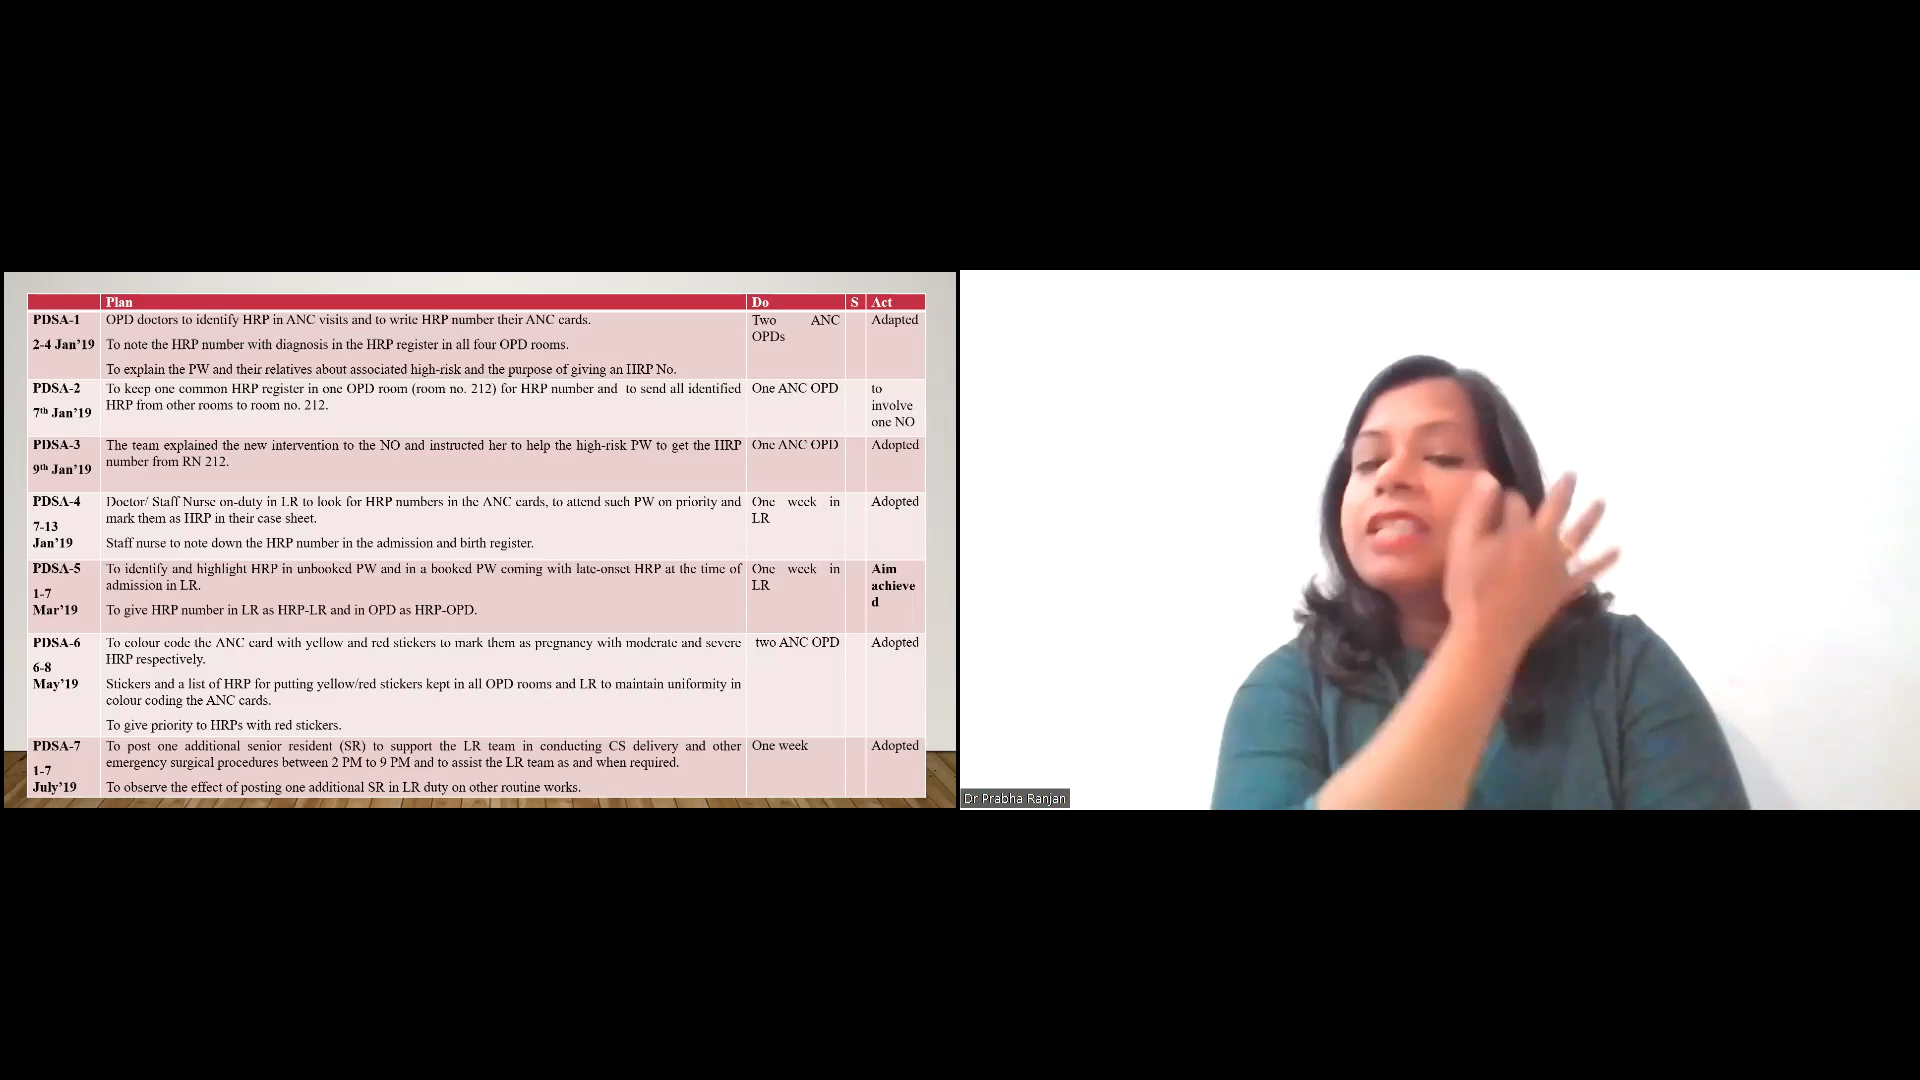 Plan Do S Act
PDSA-1
2-4 Jan’19
OPD doctors to identify HRP in ANC visits and to write HRP number their ANC cards.
To note the HRP number with diagnosis in the HRP register in all four OPD rooms.
To explain the PW and their relatives about associated high-risk and the purpose of giving an HRP No.
Two ANC
OPDs
Adapted
PDSA-2
7th Jan’19
To keep one common HRP register in one OPD room (room no. 212) for HRP number and to send all identified
HRP from other rooms to room no. 212.
One ANC OPD
to
involve
one NO
PDSA-3
9th Jan’19
The team explained the new intervention to the NO and instructed her to help the high-risk PW to get the HRP
number from RN 212.
One ANC OPD
Adopted
PDSA-4
7-13
Jan’19
Doctor/ Staff Nurse on-duty in LR to look for HRP numbers in the ANC cards, to attend such PW on priority and
mark them as HRP in their case sheet.
Staff nurse to note down the HRP number in the admission and birth register.
One week in
LR
Adopted
PDSA-5
1-7
Mar’19
To identify and highlight HRP in unbooked PW and in a booked PW coming with late-onset HRP at the time of
admission in LR.
To give HRP number in LR as HRP-LR and in OPD as HRP-OPD.
One week in
LR
Aim
achieve
d
PDSA-6
6-8
May’19
To colour code the ANC card with yellow and red stickers to mark them as pregnancy with moderate and severe
HRP respectively.
Stickers and a list of HRP for putting yellow/red stickers kept in all OPD rooms and LR to maintain uniformity in
colour coding the ANC cards.
To give priority to HRPs with red stickers.
two ANC OPD
Adopted
PDSA-7
1-7
July’19
To post one additional senior resident (SR) to support the LR team in conducting CS delivery and other
emergency surgical procedures between 2 PM to 9 PM and to assist the LR team as and when required.
To observe the effect of posting one additional SR in LR duty on other routine works.
One week
Adopted
Dr Prabha Ranjan